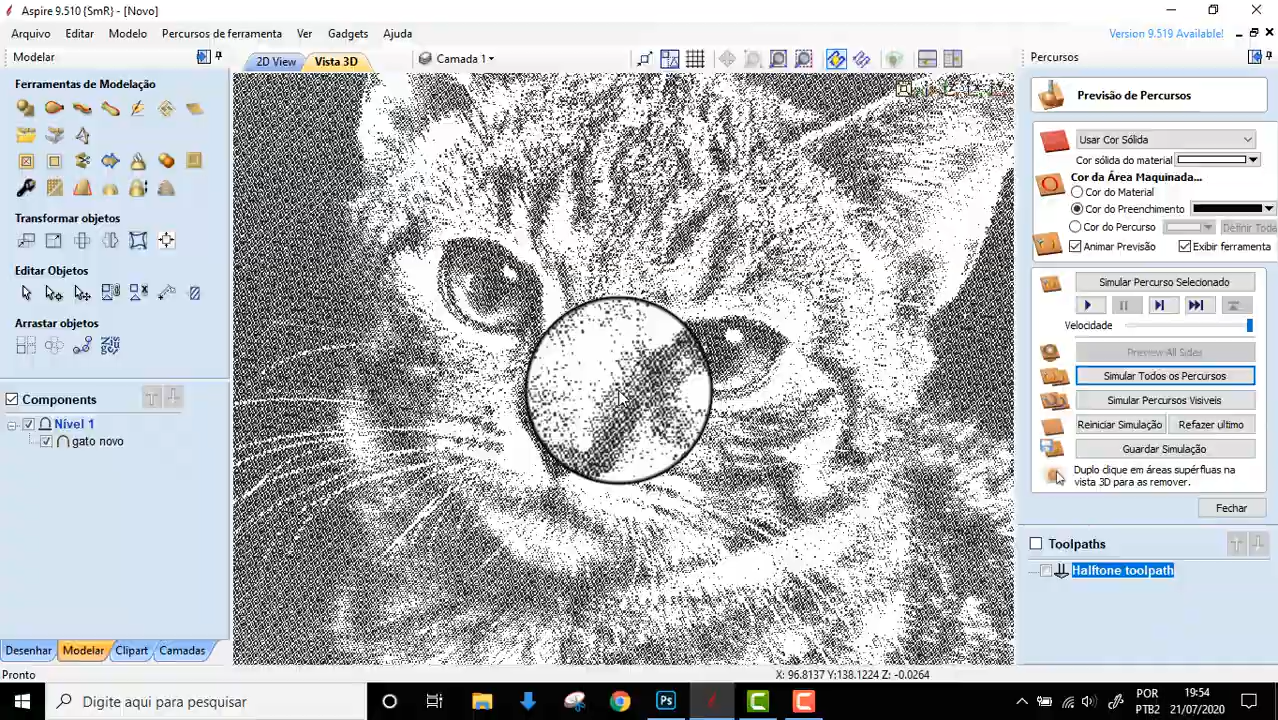 Aspire 9.510 {SmR} - [Novo]
Arquivo Editar Modelo Percursos de ferramenta Ver Gadgets Ajuda
Version 9.519 Available!
Modelar
2D View Vista 3D
Camada 1
Percursos
Ferramentas de Modelação
Transformar objetos
Editar Objetos
Arrastar objetos
Components
Nível 1
gato novo
Desenhar Modelar Clipart Camadas
Previsão de Percursos
Usar Cor Sólida
Cor sólida do material
Cor da Área Maquinada...
Cor do Material
Cor do Preenchimento
Cor do Percurso Definir Toda
Animar Previsão Exibir ferramenta
Simular Percurso Selecionado
Velocidade
Preview All Sides
Simular Todos os Percursos
Simular Percursos Visiveis
Reiniciar Simulação Refazer ultimo
Guardar Simulação
Duplo clique em áreas supérfluas na
vista 3D para as remover.
Fechar
Toolpaths
Halftone toolpath
Pronto
X: 96.8137 Y:138.1224 Z: -0.0264
Digite aqui para pesquisar
Ps
POR
PTB2
19:54
21/07/2020